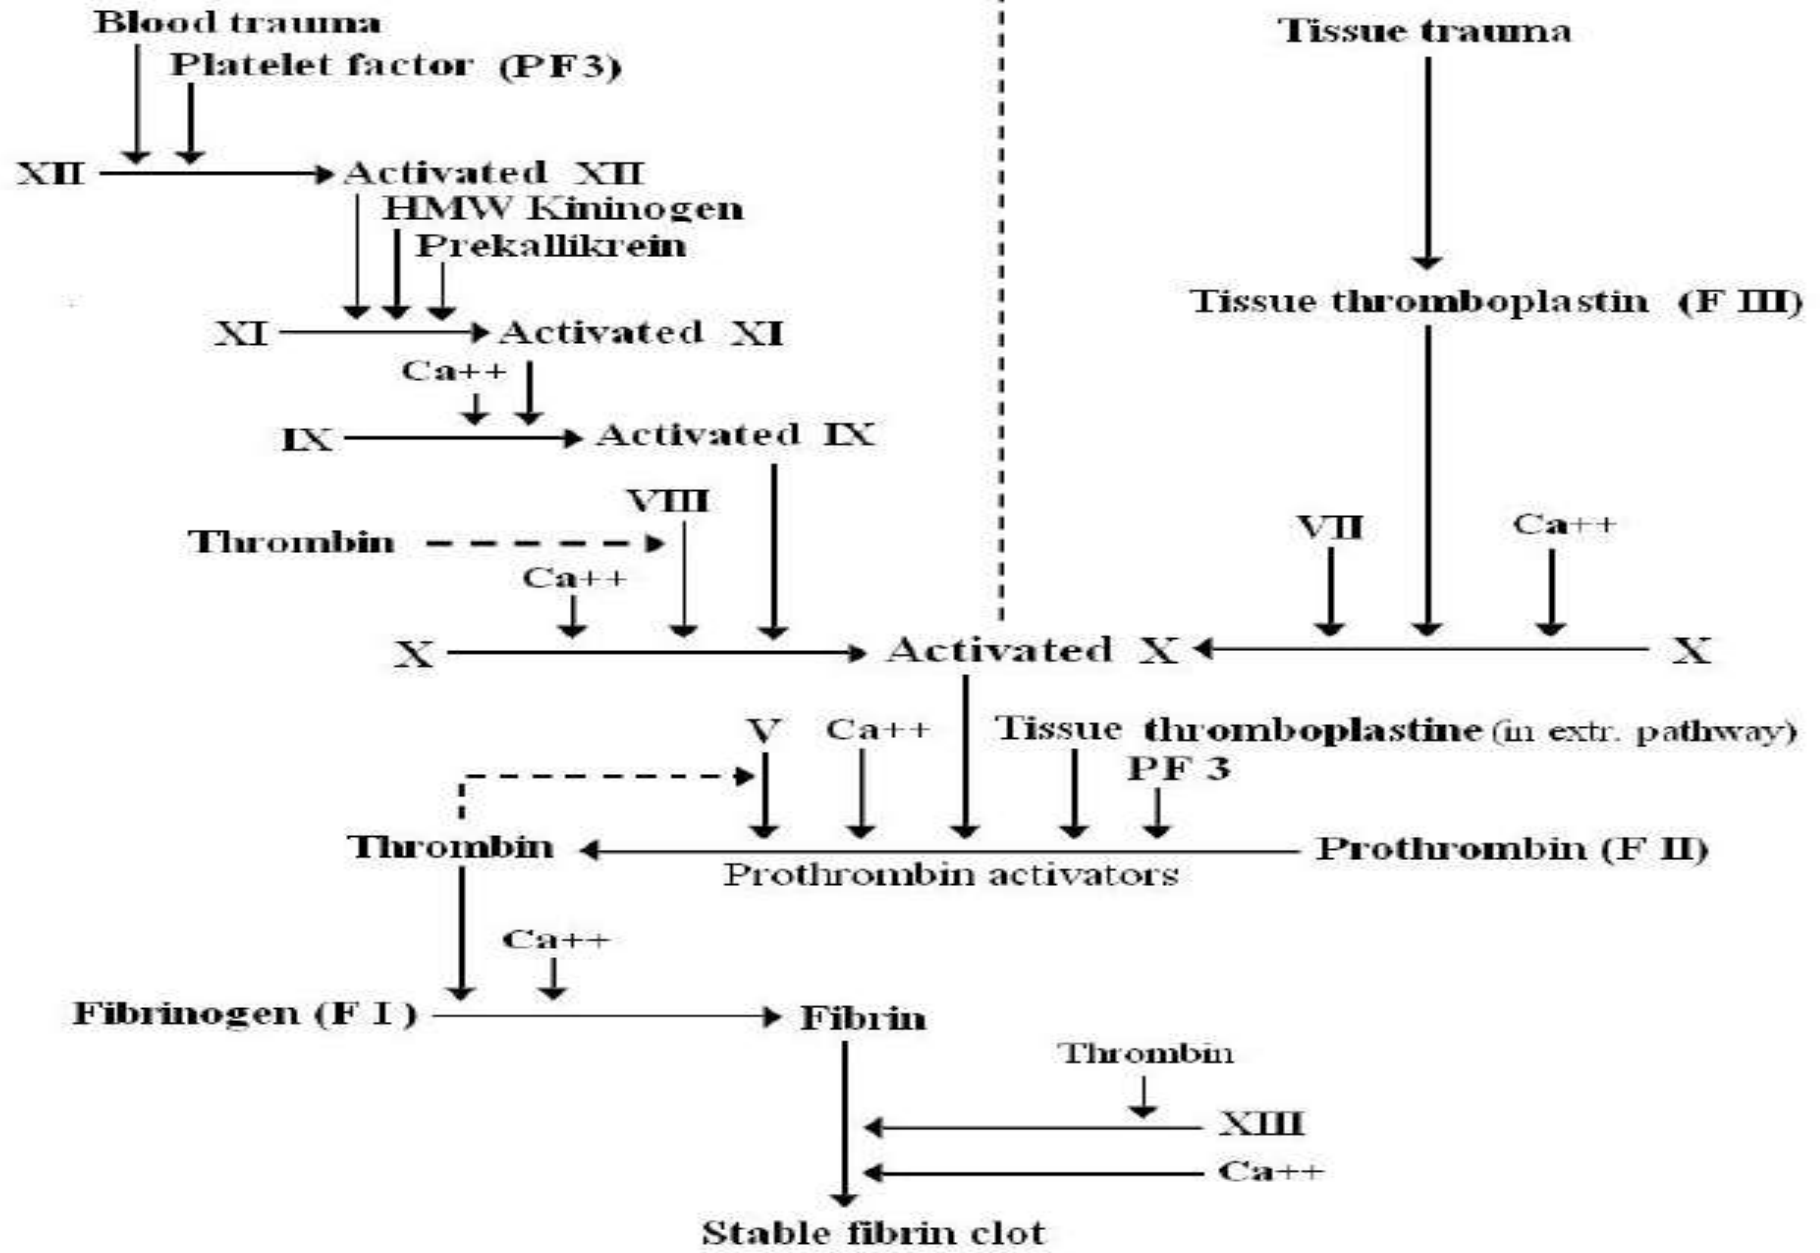 Blood trauma
Tissue trauma
Platelet factor (PF3)
XII
Activated XII
HMW Kininogen
Prekallikrein
Tissue thromboplastin (F III)
XI
Activated XI
Ca++
IX
Activated IX
VIII
VII
Ca++
Thrombin
Ca++
X
Activated X
X
V
Ca++
Tissue thromboplastine (in extr. pathway)
PF 3
Thrombin
Prothrombin (F II)
Prothrombin activators
Ca++
Fibrinogen (F I )
Fibrin
Thrombin
XIII
Ca++
Stable fibrin clot